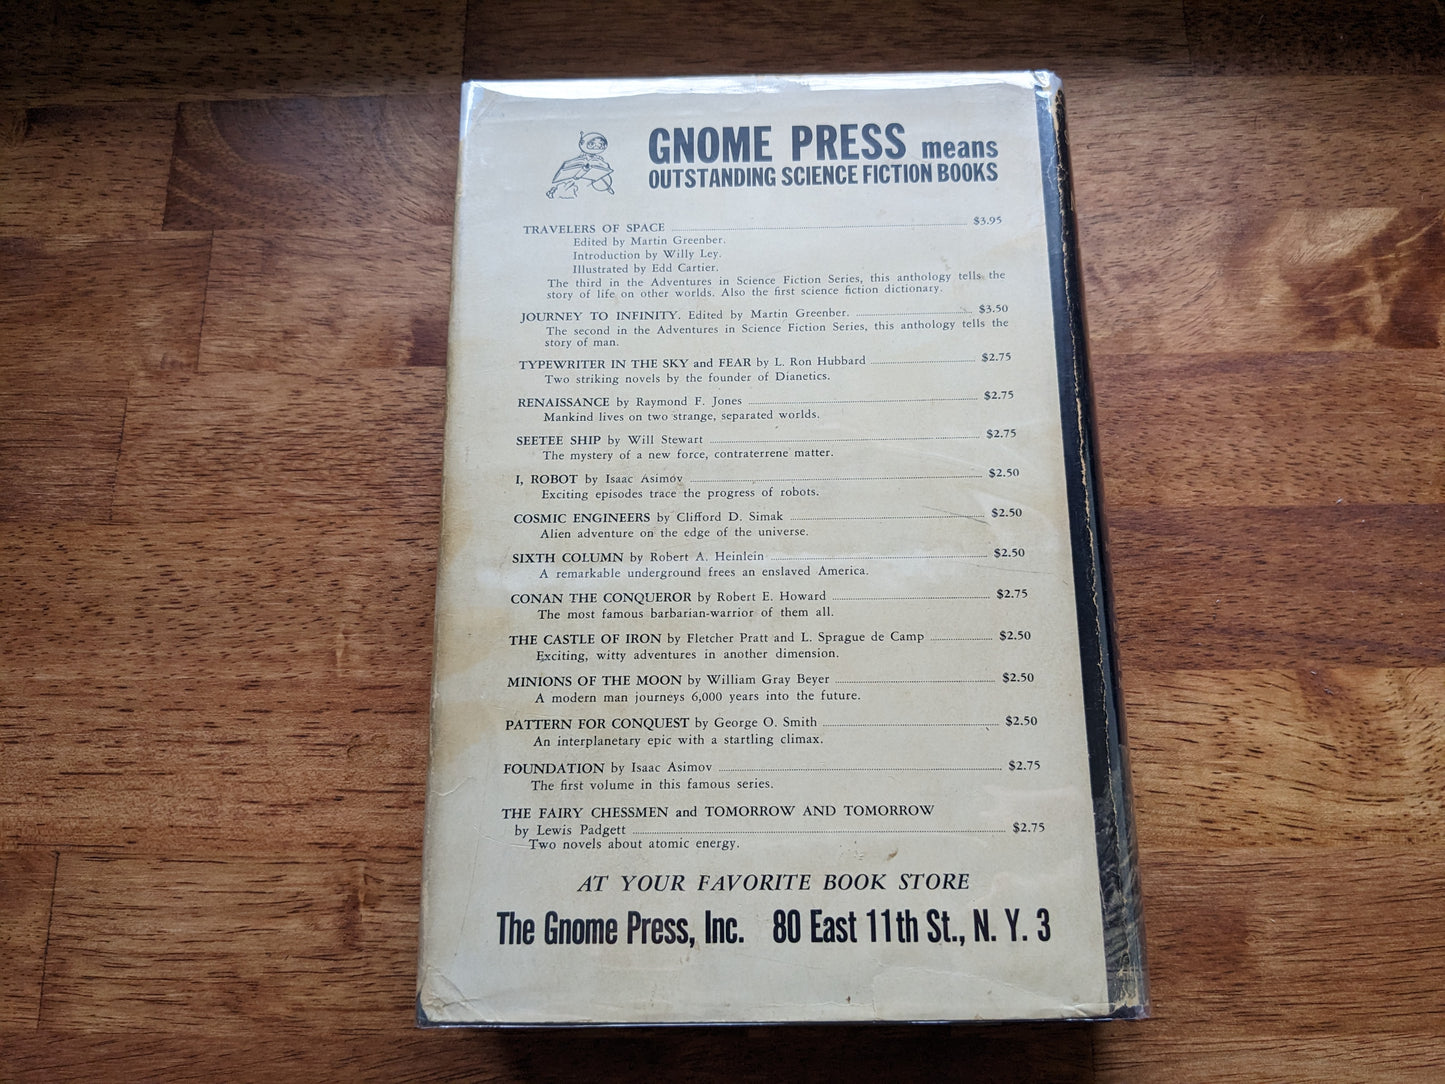 GNOME PRESS means
OUTSTANDING SCIENCE FICTION BOOKS
TRAVELERS OF SPACE ........ $3.95
Edited by Martin Greenber.
Introduction by Willy Ley.
Illustrated by Edd Cartier.
The third in the Adventures in Science Fiction Series, this anthology tells the
story of life on other worlds. Also the first science fiction dictionary.
JOURNEY TO INFINITY. Edited by Martin Greenber. ........ $3.50
The second in the Adventures in Science Fiction Series, this anthology tells the
story of man.
TYPEWRITER IN THE SKY and FEAR by L. Ron Hubbard ........ $2.75
Two striking novels by the founder of Dianetics.
RENAISSANCE by Raymond F. Jones ........ $2.75
Mankind lives on two strange, separated worlds.
SEETEE SHIP by Will Stewart ........ $2.75
The mystery of a new force, contraterrene matter.
I, ROBOT by Isaac Asimov ........ $2.50
Exciting episodes trace the progress of robots.
COSMIC ENGINEERS by Clifford D. Simak ........ $2.50
Alien adventure on the edge of the universe.
SIXTH COLUMN by Robert A. Heinlein ........ $2.50
A remarkable underground frees an enslaved America.
CONAN THE CONQUEROR by Robert E. Howard ........ $2.75
The most famous barbarian-warrior of them all.
THE CASTLE OF IRON by Fletcher Pratt and L. Sprague de Camp ........ $2.50
Exciting, witty adventures in another dimension.
MINIONS OF THE MOON by William Gray Beyer ........ $2.50
A modern man journeys 6,000 years into the future.
PATTERN FOR CONQUEST by George O. Smith ........ $2.50
An interplanetary epic with a startling climax.
FOUNDATION by Isaac Asimov ........ $2.75
The first volume in this famous series.
THE FAIRY CHESSMEN and TOMORROW AND TOMORROW
by Lewis Padgett ........ $2.75
Two novels about atomic energy.
AT YOUR FAVORITE BOOK STORE
The Gnome Press, Inc. 80 East 11th St., N. Y. 3